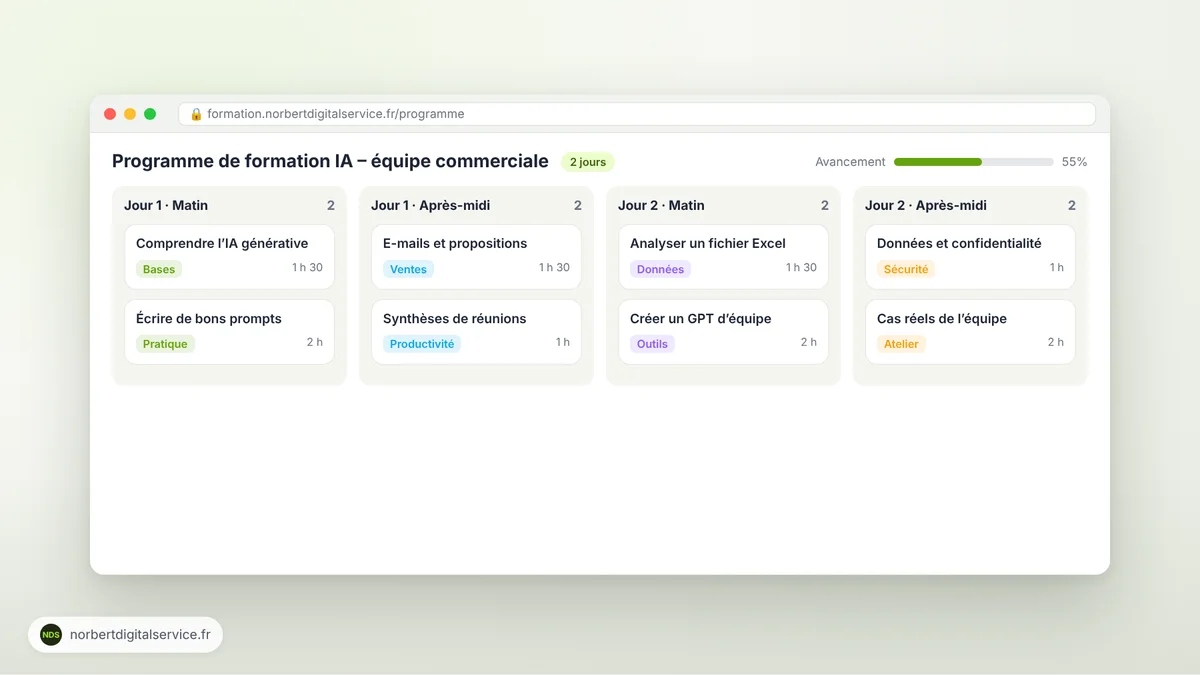 formation.norbertdigitalservice.fr/programme
Programme de formation IA – équipe commerciale
2 jours
Avancement
55%
Jour 1 · Matin
2
Comprendre l’IA générative
Bases
1 h 30
Écrire de bons prompts
Pratique
2 h
Jour 1 · Après-midi
2
E-mails et propositions
Ventes
1 h 30
Synthèses de réunions
Productivité
1 h
Jour 2 · Matin
2
Analyser un fichier Excel
Données
1 h 30
Créer un GPT d’équipe
Outils
2 h
Jour 2 · Après-midi
2
Données et confidentialité
Sécurité
1 h
Cas réels de l’équipe
Atelier
2 h
NDS
norbertdigitalservice.fr